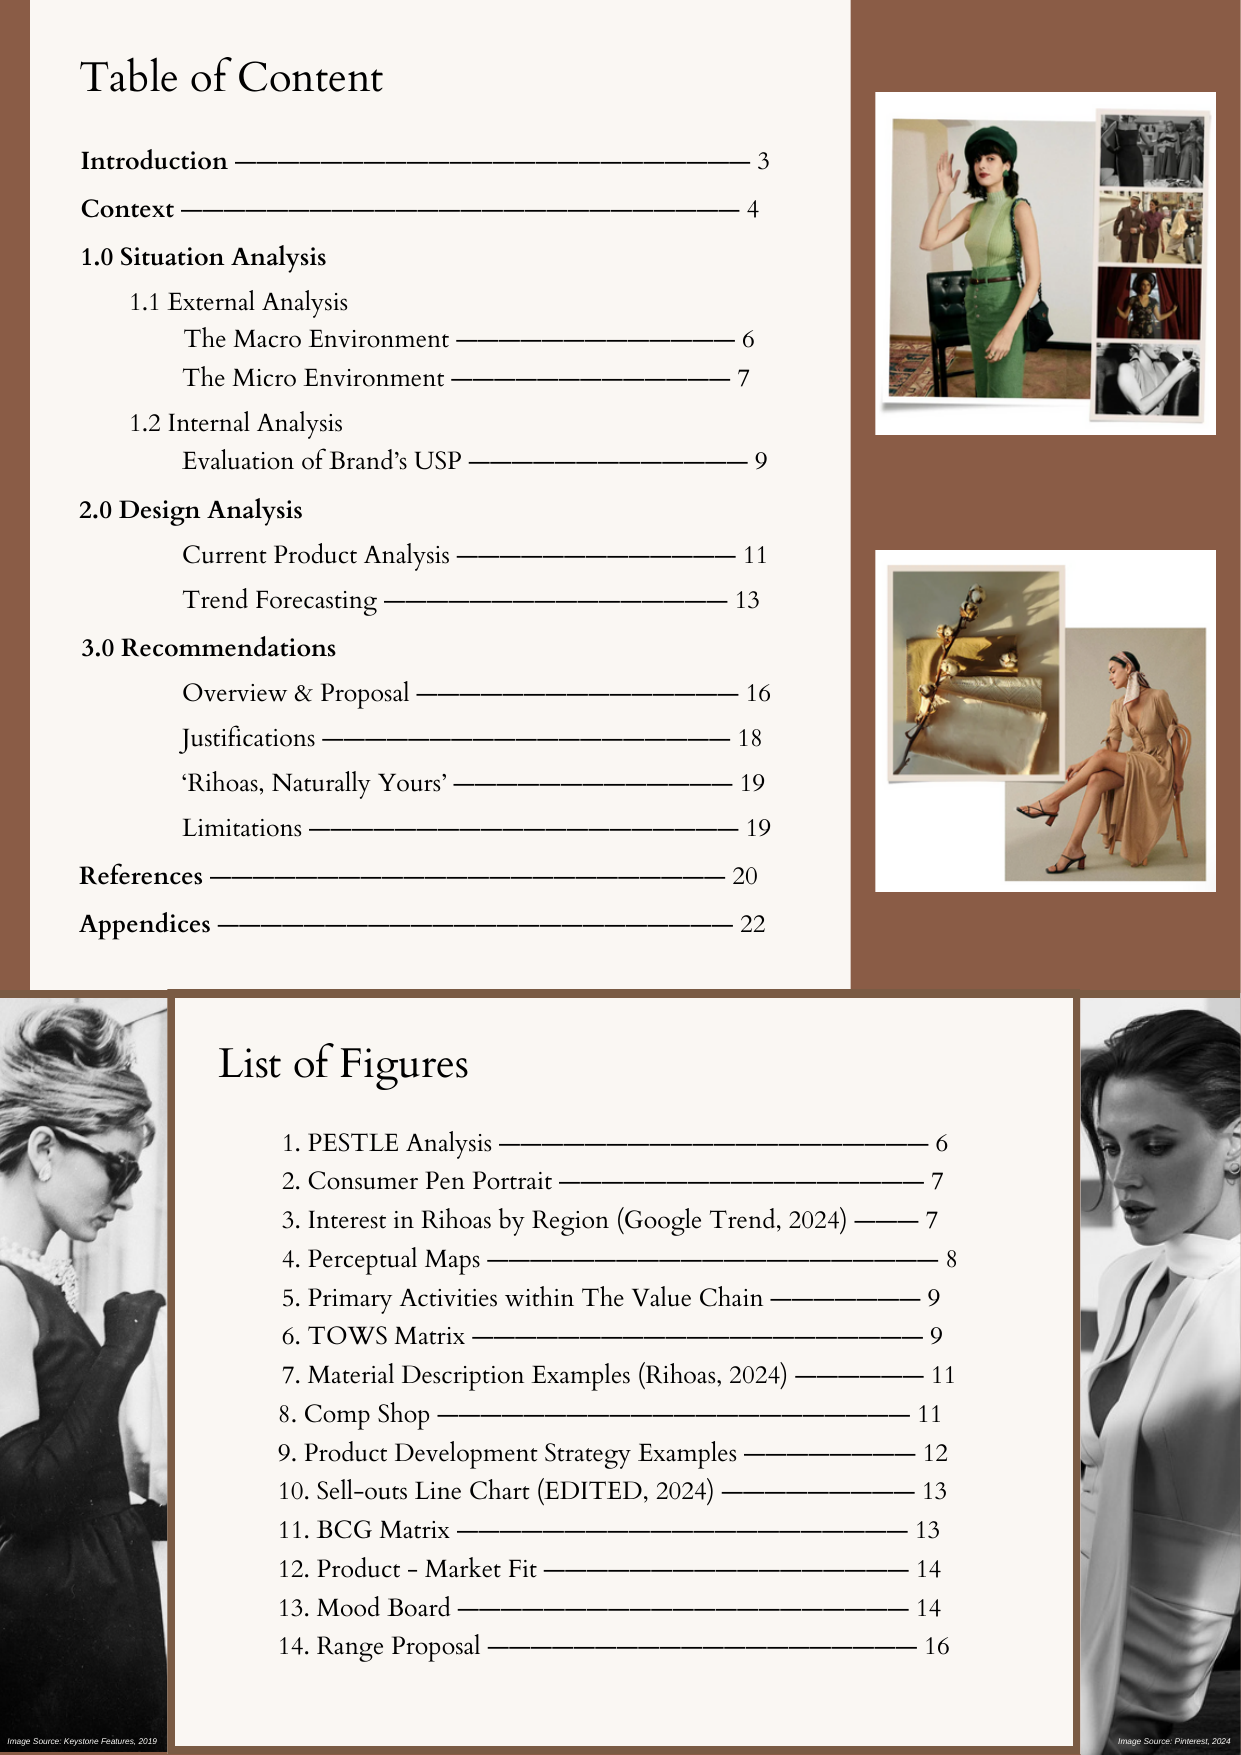 Table of Content
Introduction ———————————————————————— 3
Context —————————————————————————— 4
1.0 Situation Analysis
1.1 External Analysis
The Macro Environment ————————————— 6
The Micro Environment ————————————— 7
1.2 Internal Analysis
Evaluation of Brand’s USP ————————————— 9
2.0 Design Analysis
Current Product Analysis ————————————— 11
Trend Forecasting ———————————————— 13
3.0 Recommendations
Overview & Proposal ——————————————— 16
Justifications ——————————————————— 18
‘Rihoas, Naturally Yours’ ————————————— 19
Limitations ———————————————————— 19
References ———————————————————————— 20
Appendices ———————————————————————— 22
List of Figures
1. PESTLE Analysis ———————————————————— 6
2. Consumer Pen Portrait ————————————————— 7
3. Interest in Rihoas by Region (Google Trend, 2024) ——— 7
4. Perceptual Maps ————————————————————— 8
5. Primary Activities within The Value Chain ——————— 9
6. TOWS Matrix ————————————————————— 9
7. Material Description Examples (Rihoas, 2024) —————— 11
8. Comp Shop —————————————————————— 11
9. Product Development Strategy Examples ———————— 12
10. Sell-outs Line Chart (EDITED, 2024) ————————— 13
11. BCG Matrix ————————————————————— 13
12. Product - Market Fit ————————————————— 14
13. Mood Board ————————————————————— 14
14. Range Proposal ———————————————————— 16
Image Source: Keystone Features, 2019
Image Source: Pinterest, 2024